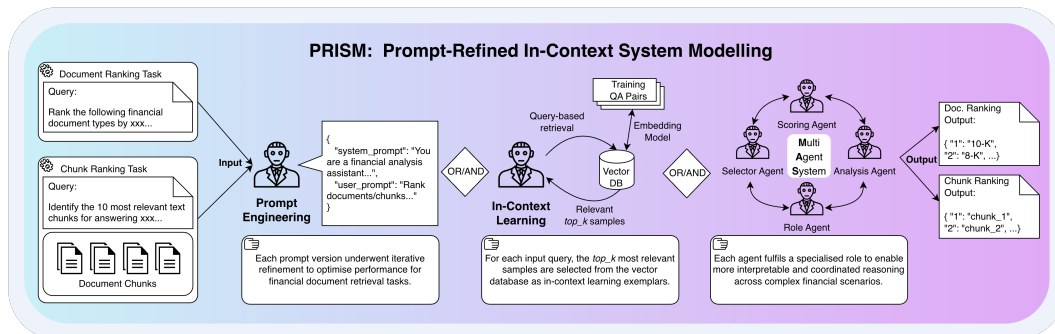 PRISM: Prompt-Refined In-Context System Modelling
Document Ranking Task
Query:
Rank the following financial
document types by xxx...
Chunk Ranking Task
Query:
Identify the 10 most relevant text
chunks for answering xxx...
Document Chunks
Input
Prompt
Engineering
{
"system_prompt": "You
are a financial analysis
assistant...",
"user_prompt": "Rank
documents/chunks..."
}
Each prompt version underwent iterative
refinement to optimise performance for
financial document retrieval tasks.
OR/AND
In-Context
Learning
Query-based
retrieval
Training
QA Pairs
Embedding
Model
Vector
DB
Relevant
top_k samples
For each input query, the top_k most relevant
samples are selected from the vector
database as in-context learning exemplars.
OR/AND
Scoring Agent
Selector Agent
Multi
Agent
System
Analysis Agent
Role Agent
Each agent fulfils a specialised role to enable
more interpretable and coordinated reasoning
across complex financial scenarios.
Output
Doc. Ranking
Output:
{ "1": "10-K",
"2": "8-K", ...}
Chunk Ranking
Output:
{ "1": "chunk_1",
"2": "chunk_2", ...}